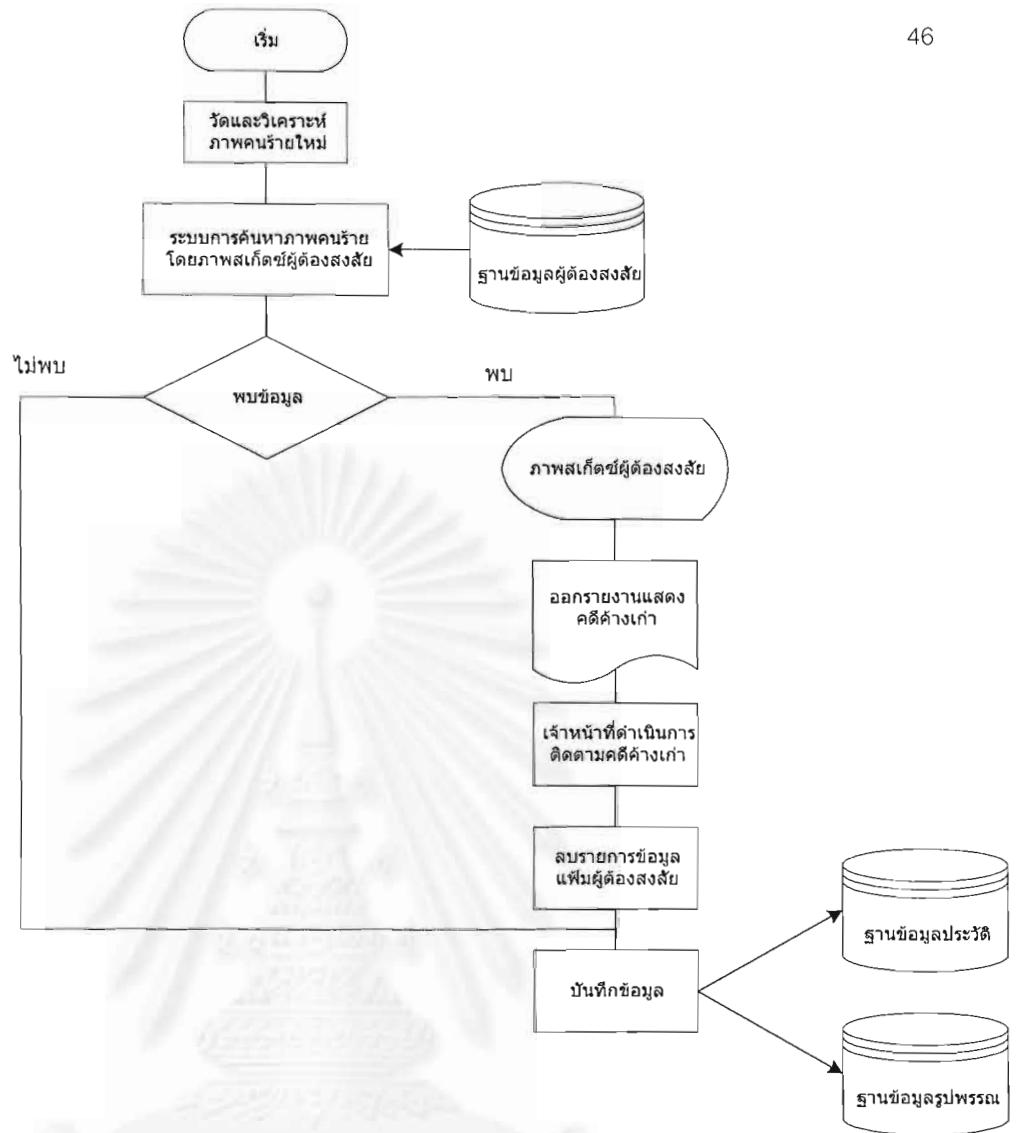 46
เริ่ม
วัดและวิเคราะห์
ภาพคนร้ายใหม่
ระบบการค้นหาภาพคนร้าย
โดยภาพสเก็ตซ์ผู้ต้องสงสัย
ฐานข้อมูลผู้ต้องสงสัย
ไม่พบ
พบ
พบข้อมูล
ภาพสเก็ตซ์ผู้ต้องสงสัย
ออกรายงานแสดง
คดีค้างเก่า
เจ้าหน้าที่ดำเนินการ
ติดตามคดีค้างเก่า
ลบรายการข้อมูล
แฟ้มผู้ต้องสงสัย
ฐานข้อมูลประวัติ
บันทึกข้อมูล
ฐานข้อมูลรูปพรรณ